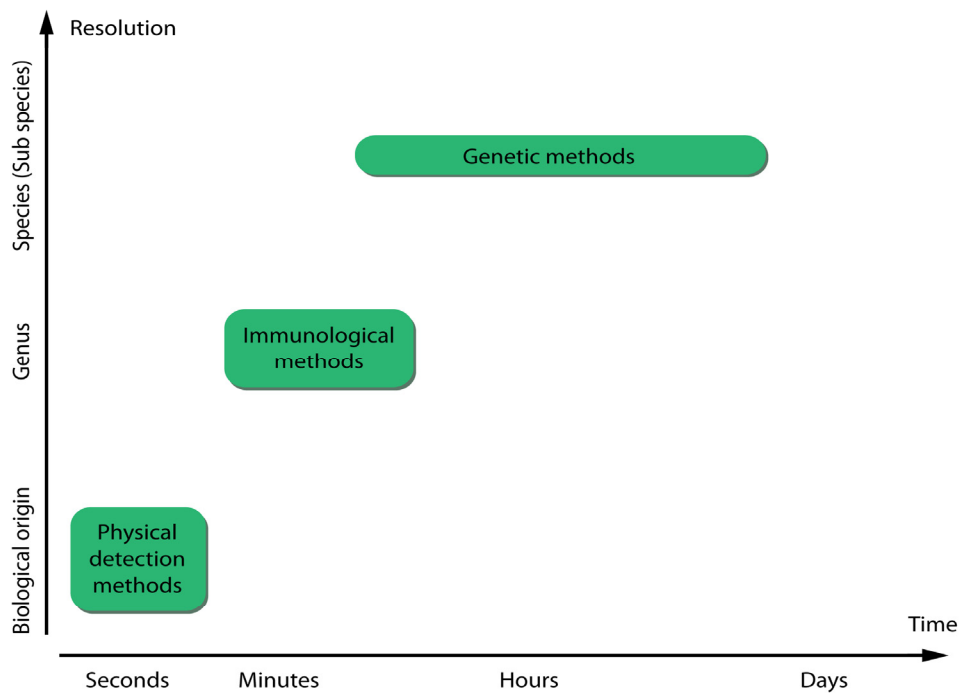 Resolution
Species (Sub species)
Genetic methods
Genus
Immunological
methods
Biological origin
Physical
detection
methods
Time
Seconds
Minutes
Hours
Days